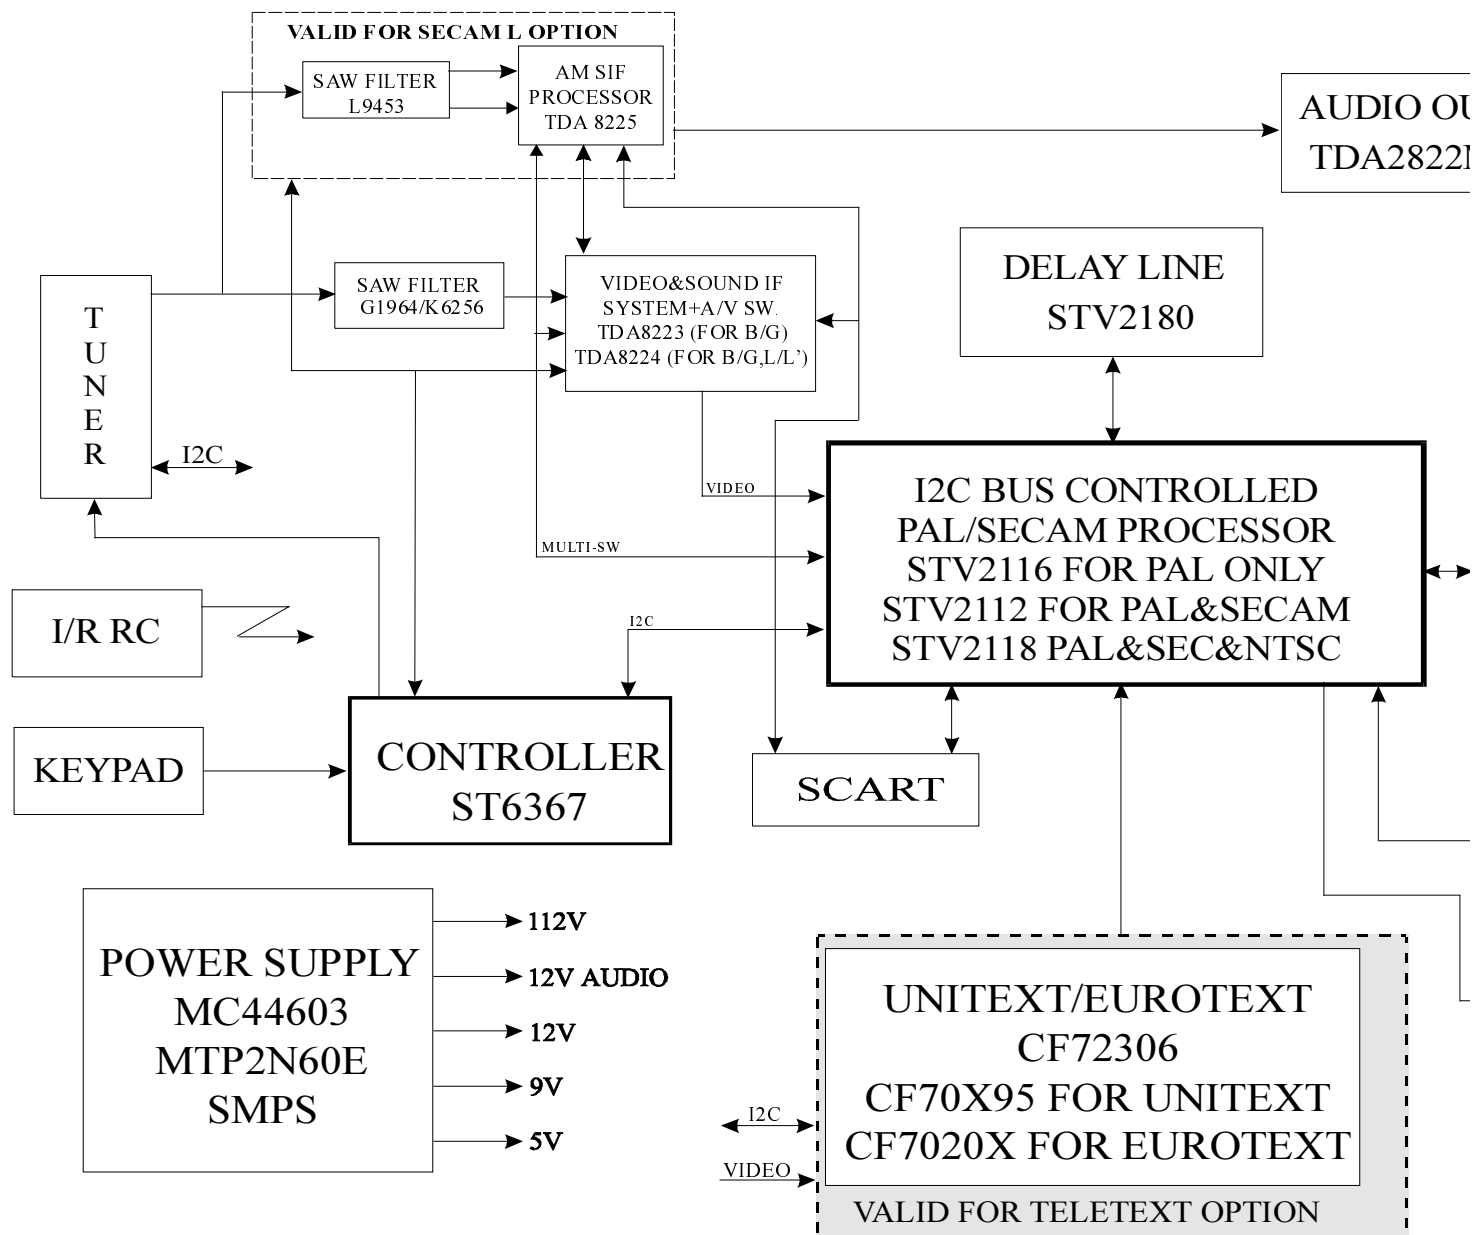 VALID FOR SECAM L OPTION
SAW FILTER
L9453
AM SIF
PROCESSOR
TDA 8225
AUDIO OU
TDA2822
DELAY LINE
STV2180
TUNER
SAW FILTER
G1964/K6256
VIDEO&SOUND IF
SYSTEM+A/V SW.
TDA8223 (FOR B/G)
TDA8224 (FOR B/G,L/L’)
I2C
VIDEO
MULTI-SW
I2C
I2C BUS CONTROLLED
PAL/SECAM PROCESSOR
STV2116 FOR PAL ONLY
STV2112 FOR PAL&SECAM
STV2118 PAL&SEC&NTSC
I/R RC
KEYPAD
CONTROLLER
ST6367
SCART
POWER SUPPLY
MC44603
MTP2N60E
SMPS
112V
12V AUDIO
12V
9V
5V
UNITEXT/EUROTEXT
CF72306
CF70X95 FOR UNITEXT
CF7020X FOR EUROTEXT
I2C
VIDEO
VALID FOR TELETEXT OPTION